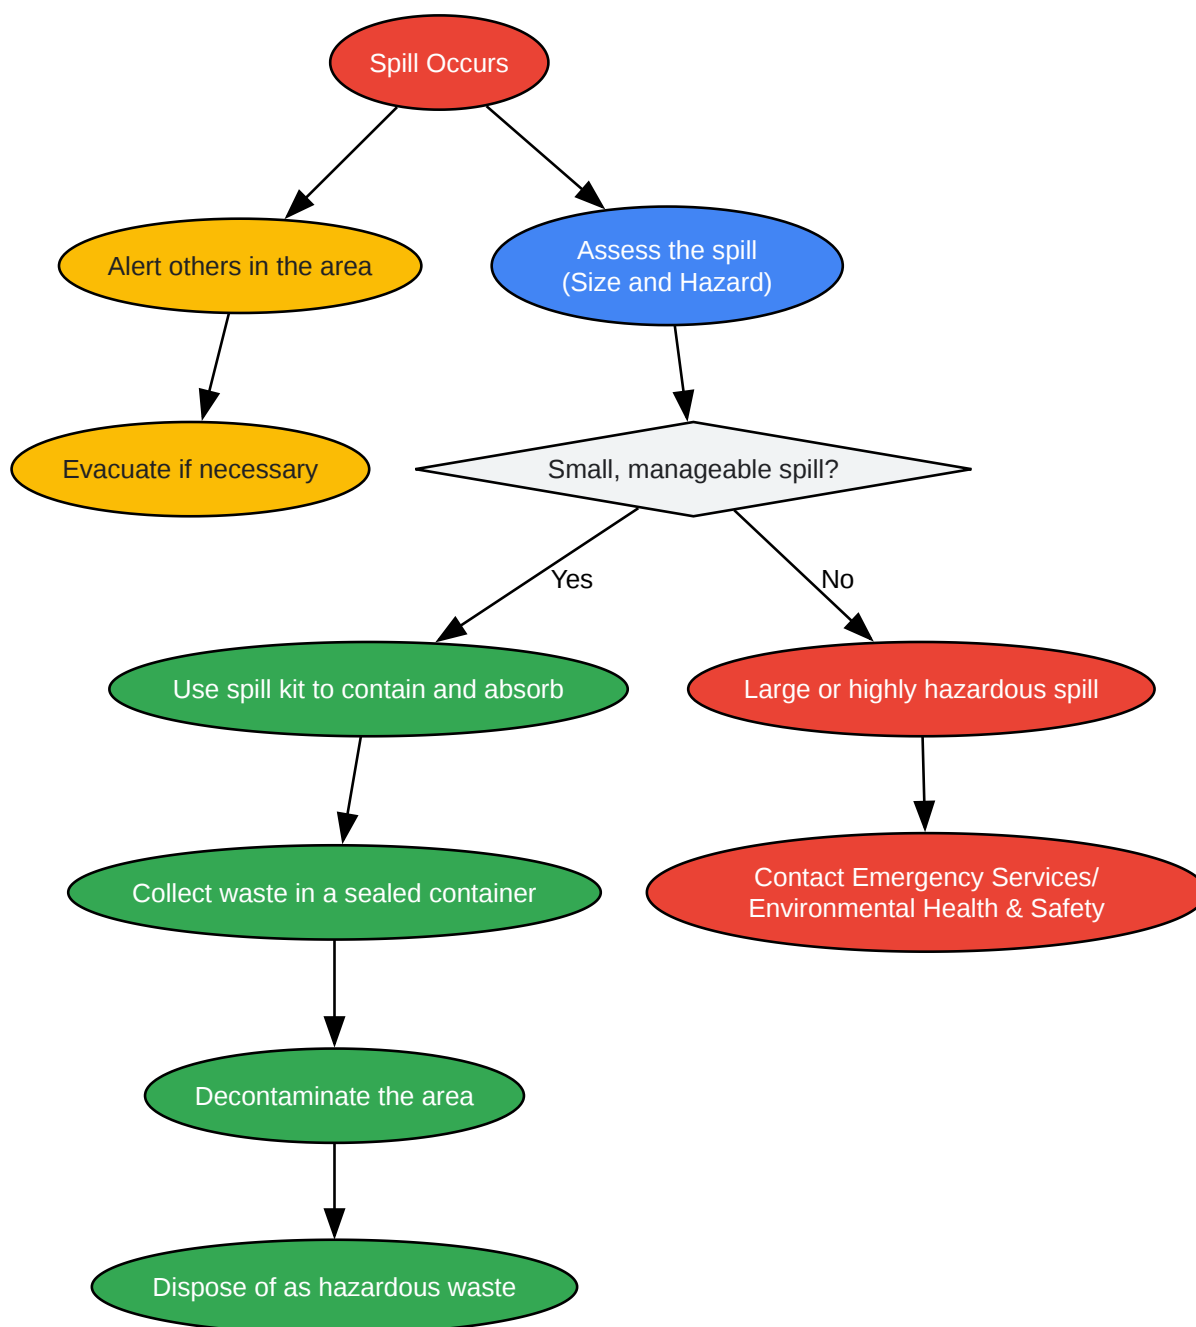 Spill Occurs
Alert others in the area
Assess the spill
(Size and Hazard)
Evacuate if necessary
Small, manageable spill?
Yes
No
Use spill kit to contain and absorb
Large or highly hazardous spill
Collect waste in a sealed container
Contact Emergency Services/
Environmental Health & Safety
Decontaminate the area
Dispose of as hazardous waste